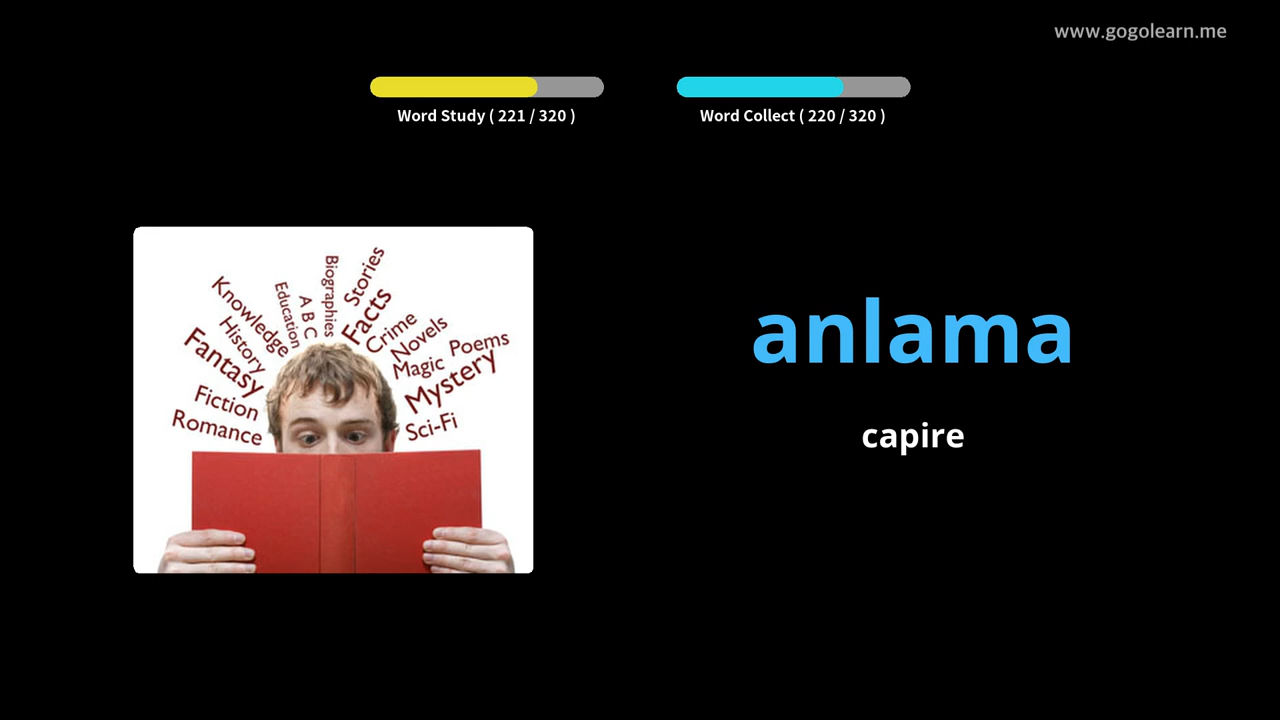 www.gogolearn.me
Word Study ( 221 / 320 )
Word Collect ( 220 / 320 )
Knowledge
Education
A B C
Biographies
Stories
Facts
Crime
Novels
Poems
Magic
Mystery
Sci-Fi
History
Fantasy
Fiction
Romance
anlama
capire